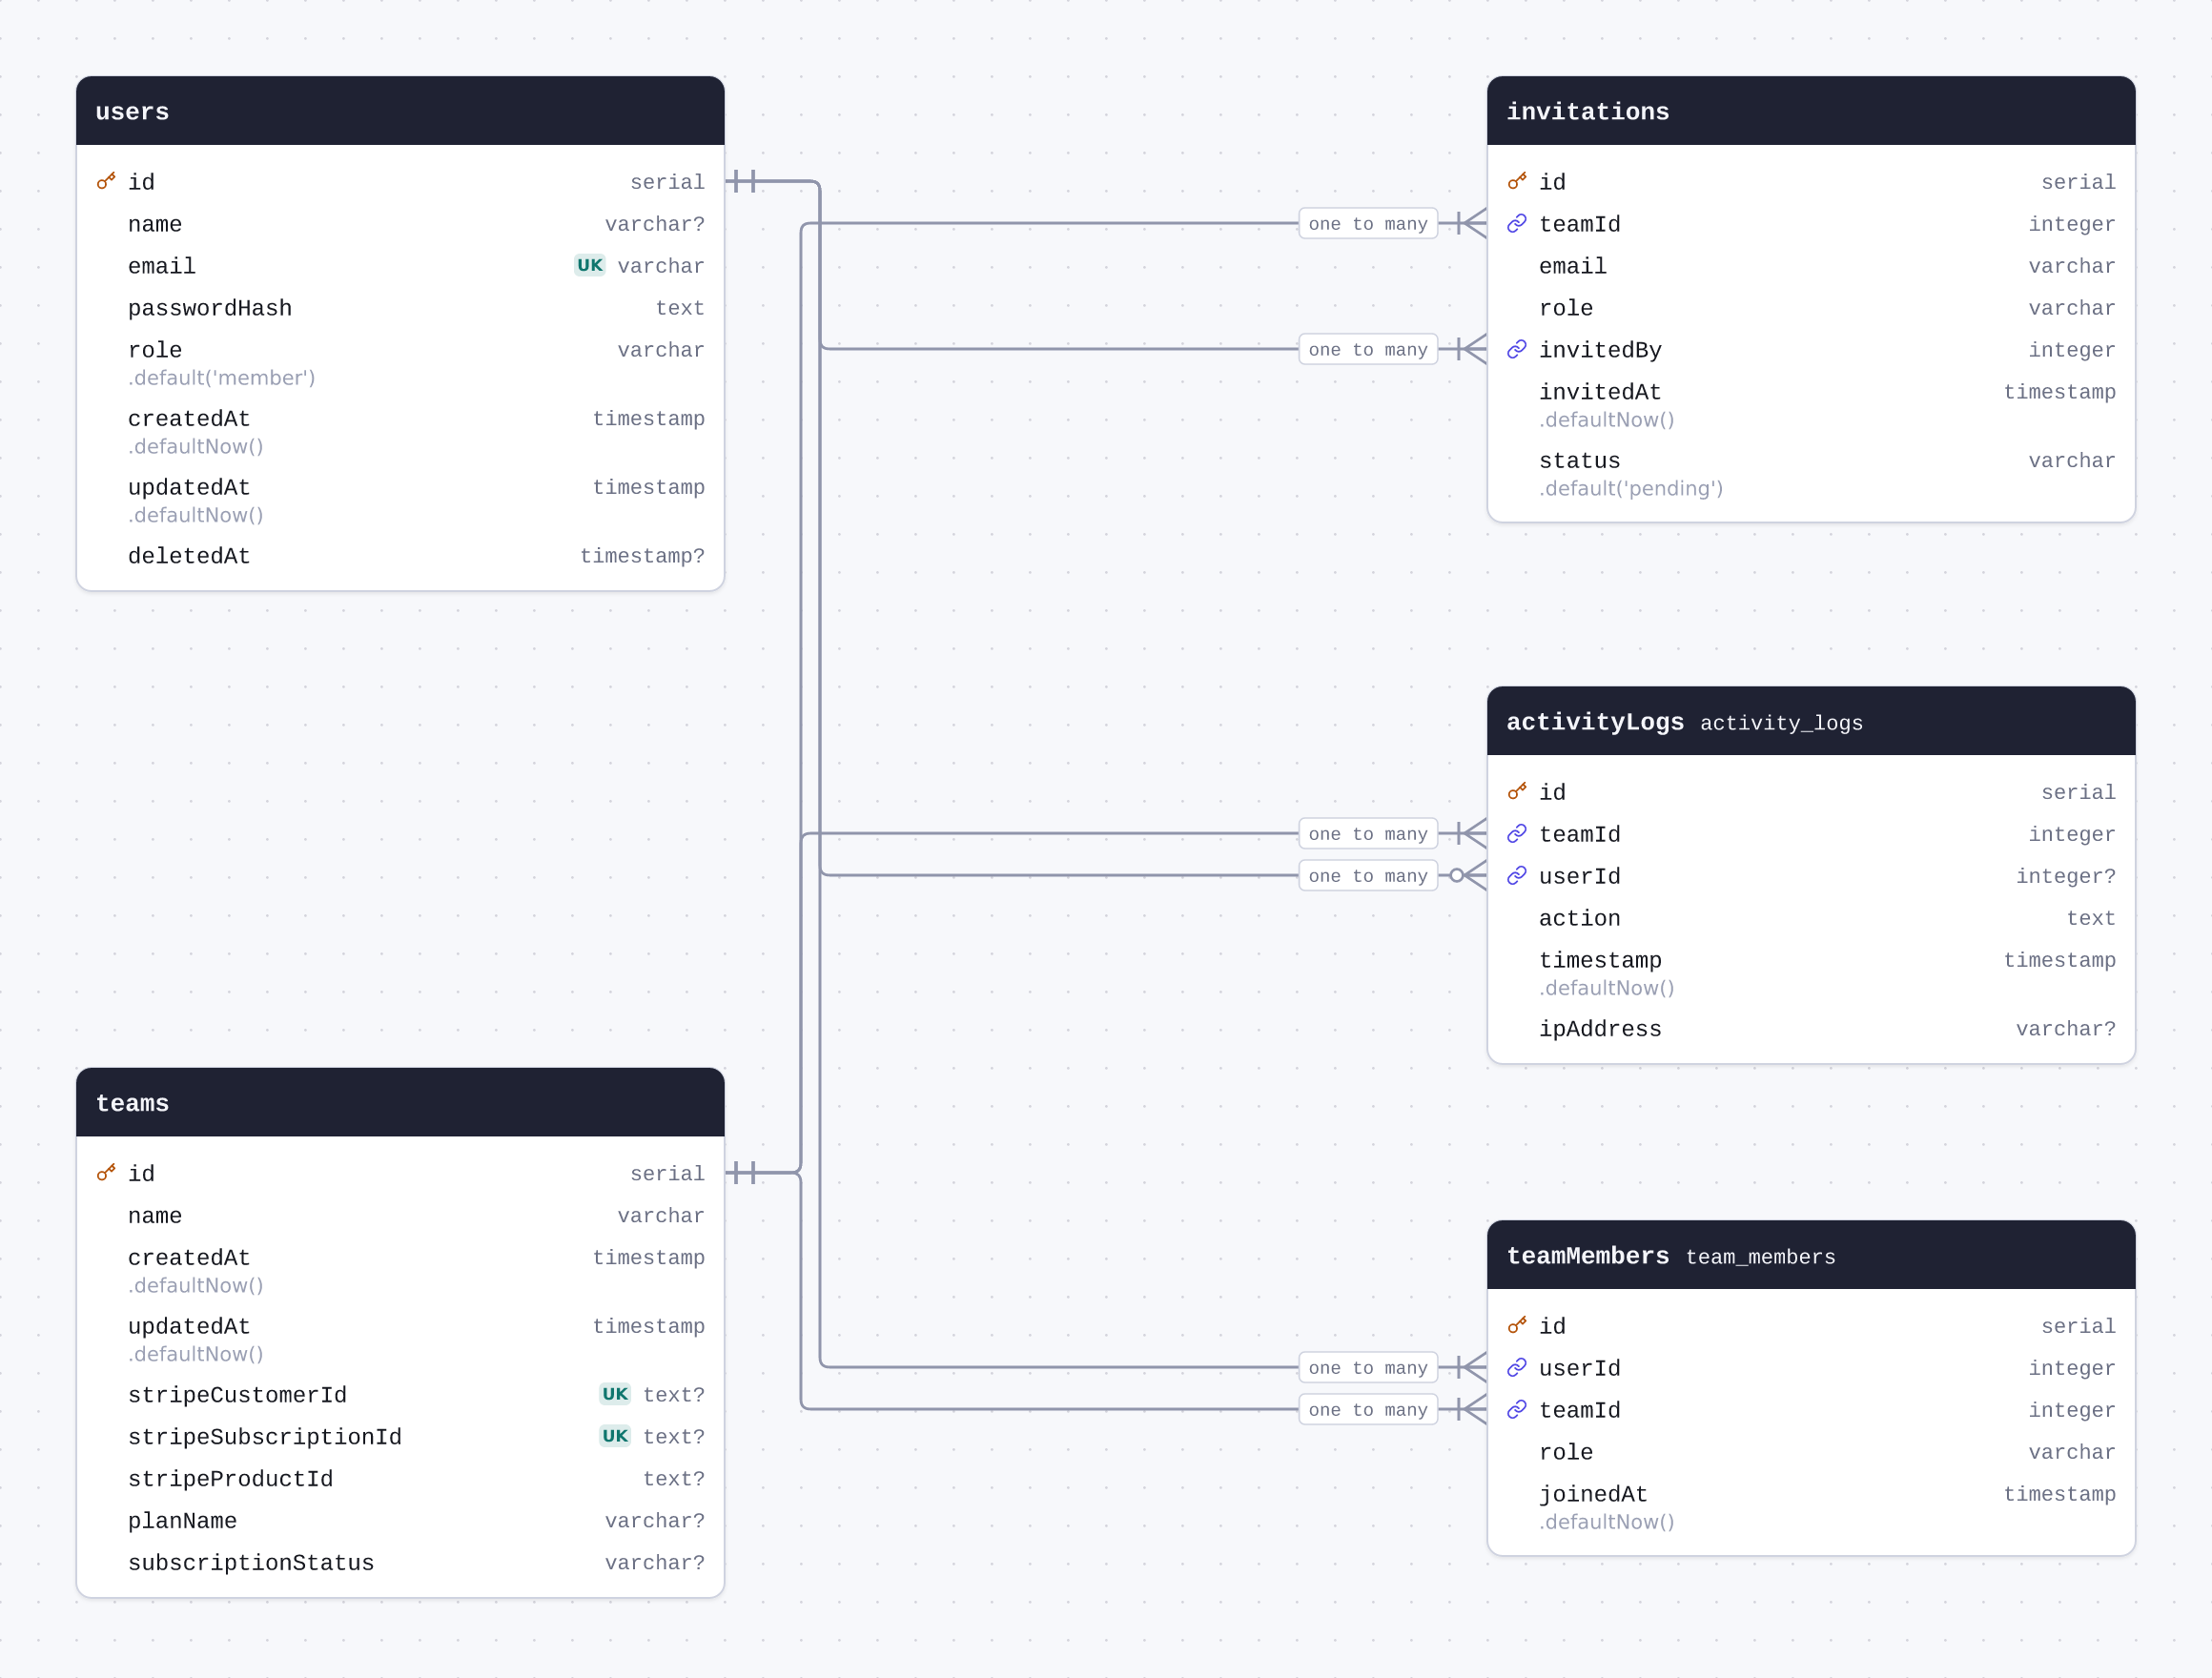 users
id serial
name varchar?
email UK varchar
passwordHash text
role varchar
.default('member')
createdAt timestamp
.defaultNow()
updatedAt timestamp
.defaultNow()
deletedAt timestamp?
teams
id serial
name varchar
createdAt timestamp
.defaultNow()
updatedAt timestamp
.defaultNow()
stripeCustomerId UK text?
stripeSubscriptionId UK text?
stripeProductId text?
planName varchar?
subscriptionStatus varchar?
one to many
one to many
one to many
one to many
one to many
one to many
invitations
id serial
teamId integer
email varchar
role varchar
invitedBy integer
invitedAt timestamp
.defaultNow()
status varchar
.default('pending')
activityLogs activity_logs
id serial
teamId integer
userId integer?
action text
timestamp timestamp
.defaultNow()
ipAddress varchar?
teamMembers team_members
id serial
userId integer
teamId integer
role varchar
joinedAt timestamp
.defaultNow()